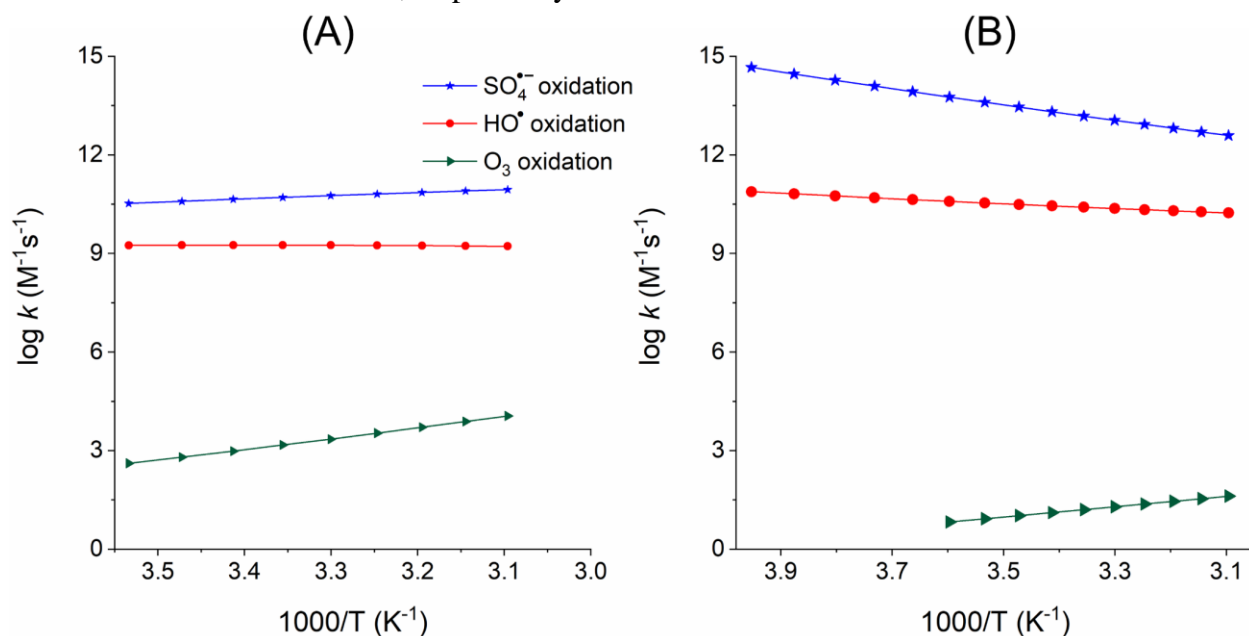 , respectively
(A)
15
12
9
6
3
0
log k (M⁻¹s⁻¹)
SO₄•⁻ oxidation
HO• oxidation
O₃ oxidation
3.5 3.4 3.3 3.2 3.1 3.0
1000/T (K⁻¹)
(B)
15
12
9
6
3
0
log k (M⁻¹s⁻¹)
3.9 3.7 3.5 3.3 3.1
1000/T (K⁻¹)